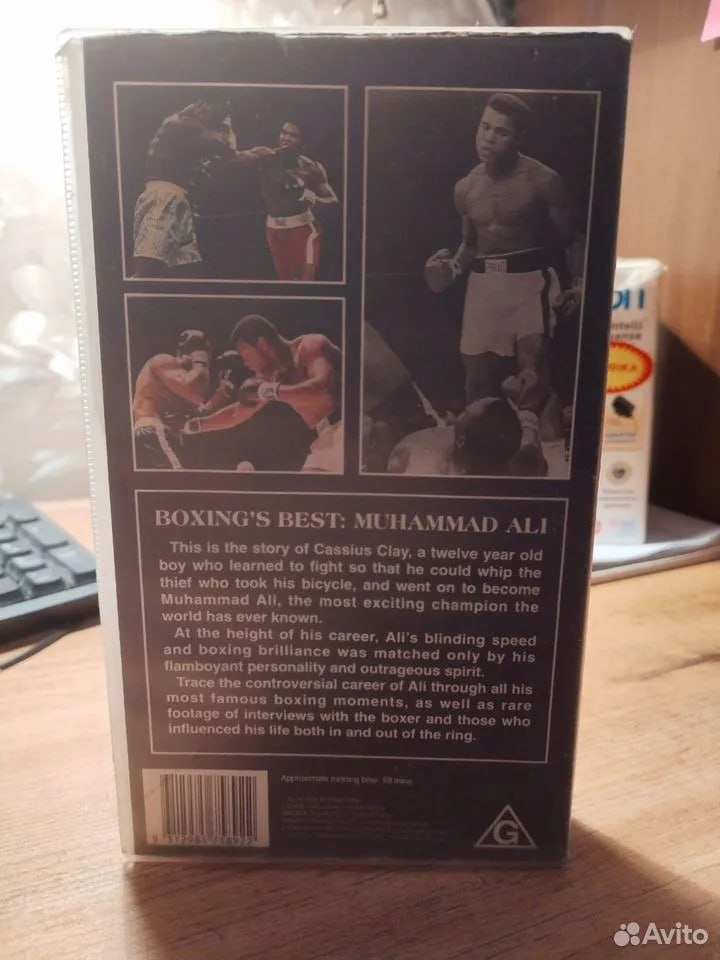 BOXING'S BEST: MUHAMMAD ALI
This is the story of Cassius Clay, a twelve year old
boy who learned to fight so that he could whip the
thief who took his bicycle, and went on to become
Muhammad Ali, the most exciting champion the
world has ever known.
At the height of his career, Ali's blinding speed
and boxing brilliance was matched only by his
flamboyant personality and outrageous spirit.
Trace the controversial career of Ali through all his
most famous boxing moments, as well as rare
footage of interviews with the boxer and those who
influenced his life both in and out of the ring.
Approximate running time 53 mins
G
Avito